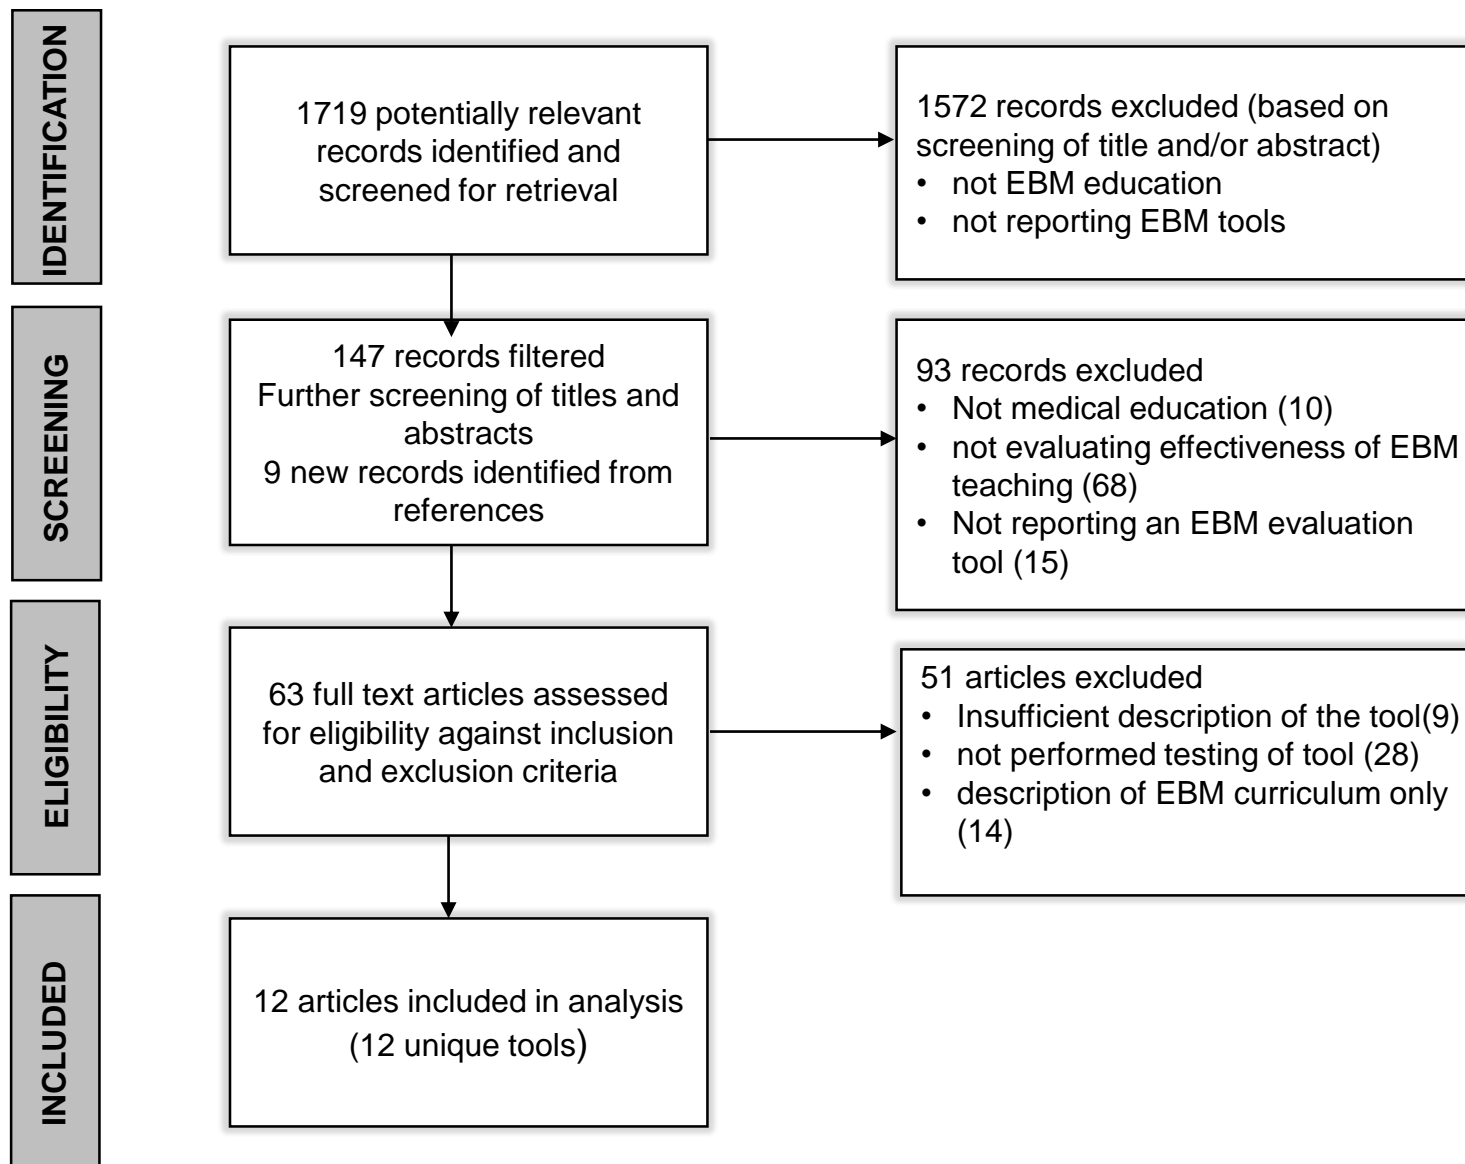 IDENTIFICATION
1719 potentially relevant
records identified and
screened for retrieval
1572 records excluded (based on
screening of title and/or abstract)
• not EBM education
• not reporting EBM tools
SCREENING
147 records filtered
Further screening of titles and
abstracts
9 new records identified from
references
93 records excluded
• Not medical education (10)
• not evaluating effectiveness of EBM
teaching (68)
• Not reporting an EBM evaluation
tool (15)
ELIGIBILITY
63 full text articles assessed
for eligibility against inclusion
and exclusion criteria
51 articles excluded
• Insufficient description of the tool(9)
• not performed testing of tool (28)
• description of EBM curriculum only
(14)
INCLUDED
12 articles included in analysis
(12 unique tools)